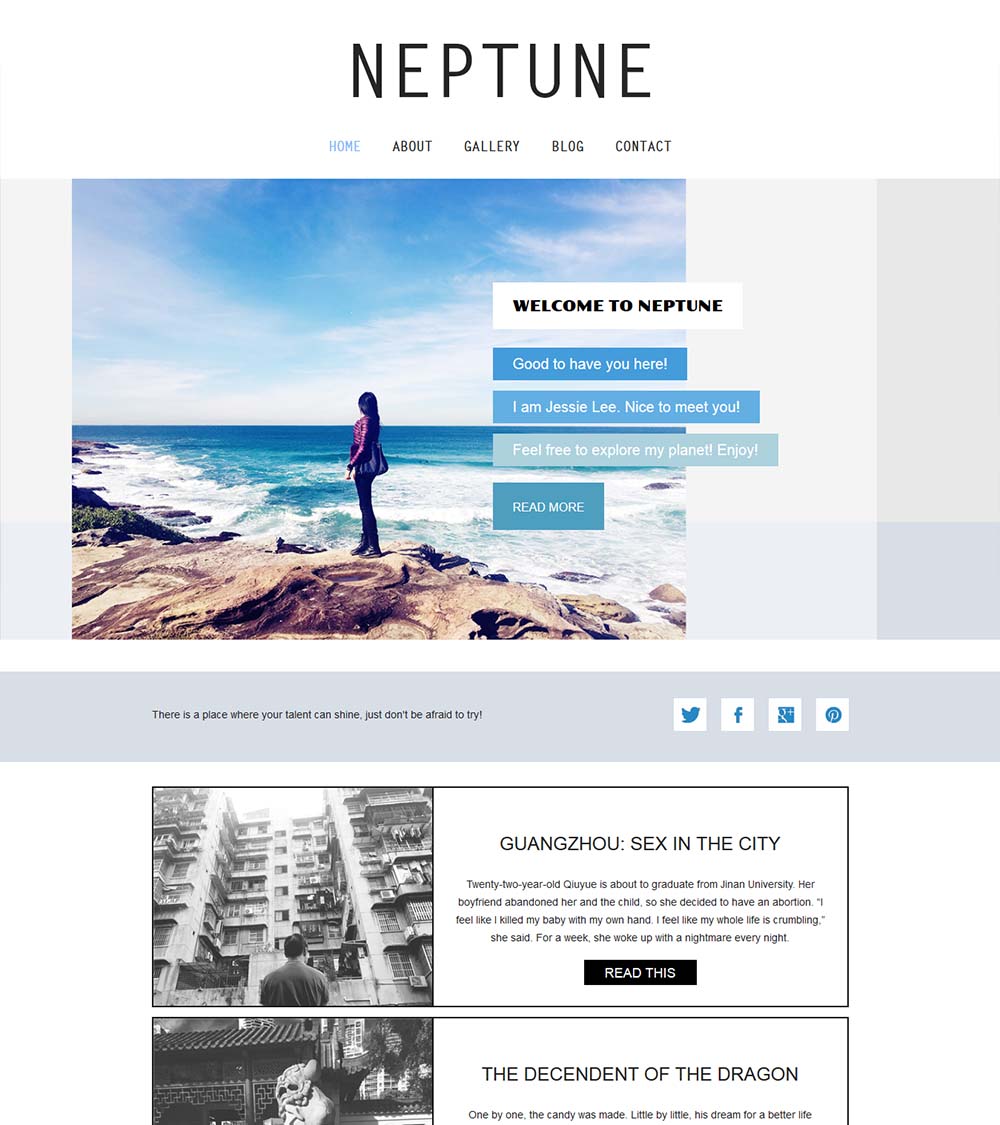 NEPTUNE
HOME ABOUT GALLERY BLOG CONTACT
WELCOME TO NEPTUNE
Good to have you here!
I am Jessie Lee. Nice to meet you!
Feel free to explore my planet! Enjoy!
READ MORE
There is a place where your talent can shine, just don't be afraid to try!
GUANGZHOU: SEX IN THE CITY
Twenty-two-year-old Qiuyue is about to graduate from Jinan University. Her
boyfriend abandoned her and the child, so she decided to have an abortion. “I
feel like I killed my baby with my own hand. I feel like my whole life is crumbling,”
she said. For a week, she woke up with a nightmare every night.
READ THIS
THE DECENDENT OF THE DRAGON
One by one, the candy was made. Little by little, his dream for a better life